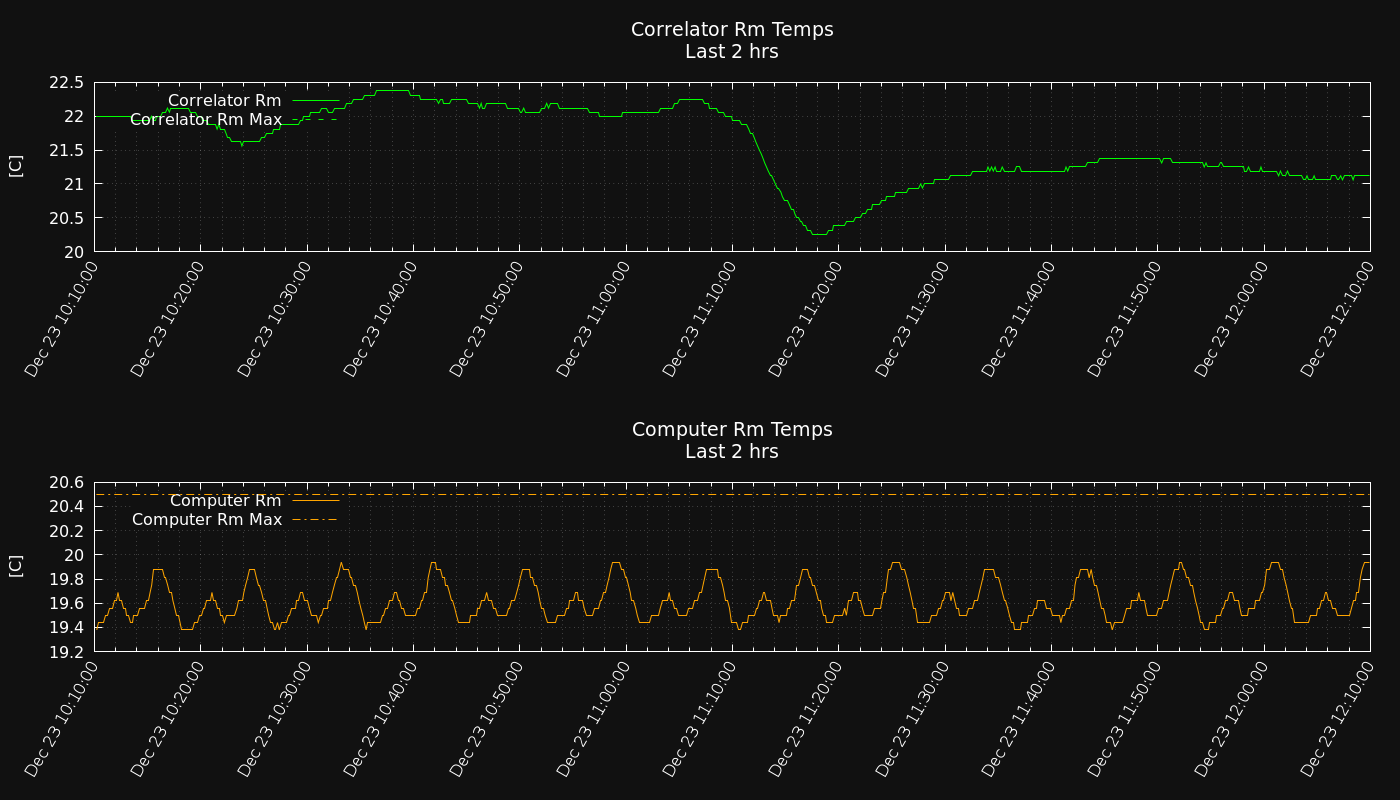 Correlator Rm Temps
Last 2 hrs
[C]
22.5
22
21.5
21
20.5
20
Correlator Rm
Correlator Rm Max
Dec 23 10:10:00
Dec 23 10:20:00
Dec 23 10:30:00
Dec 23 10:40:00
Dec 23 10:50:00
Dec 23 11:00:00
Dec 23 11:10:00
Dec 23 11:20:00
Dec 23 11:30:00
Dec 23 11:40:00
Dec 23 11:50:00
Dec 23 12:00:00
Dec 23 12:10:00
Computer Rm Temps
Last 2 hrs
[C]
20.6
20.4
20.2
20
19.8
19.6
19.4
19.2
Computer Rm
Computer Rm Max
Dec 23 10:10:00
Dec 23 10:20:00
Dec 23 10:30:00
Dec 23 10:40:00
Dec 23 10:50:00
Dec 23 11:00:00
Dec 23 11:10:00
Dec 23 11:20:00
Dec 23 11:30:00
Dec 23 11:40:00
Dec 23 11:50:00
Dec 23 12:00:00
Dec 23 12:10:00